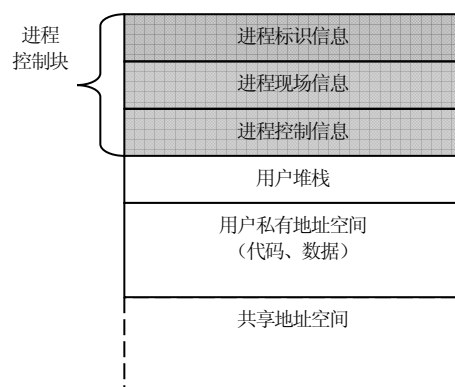 进程
控制块
进程标识信息
进程现场信息
进程控制信息
用户堆栈
用户私有地址空间
（代码、数据）
共享地址空间